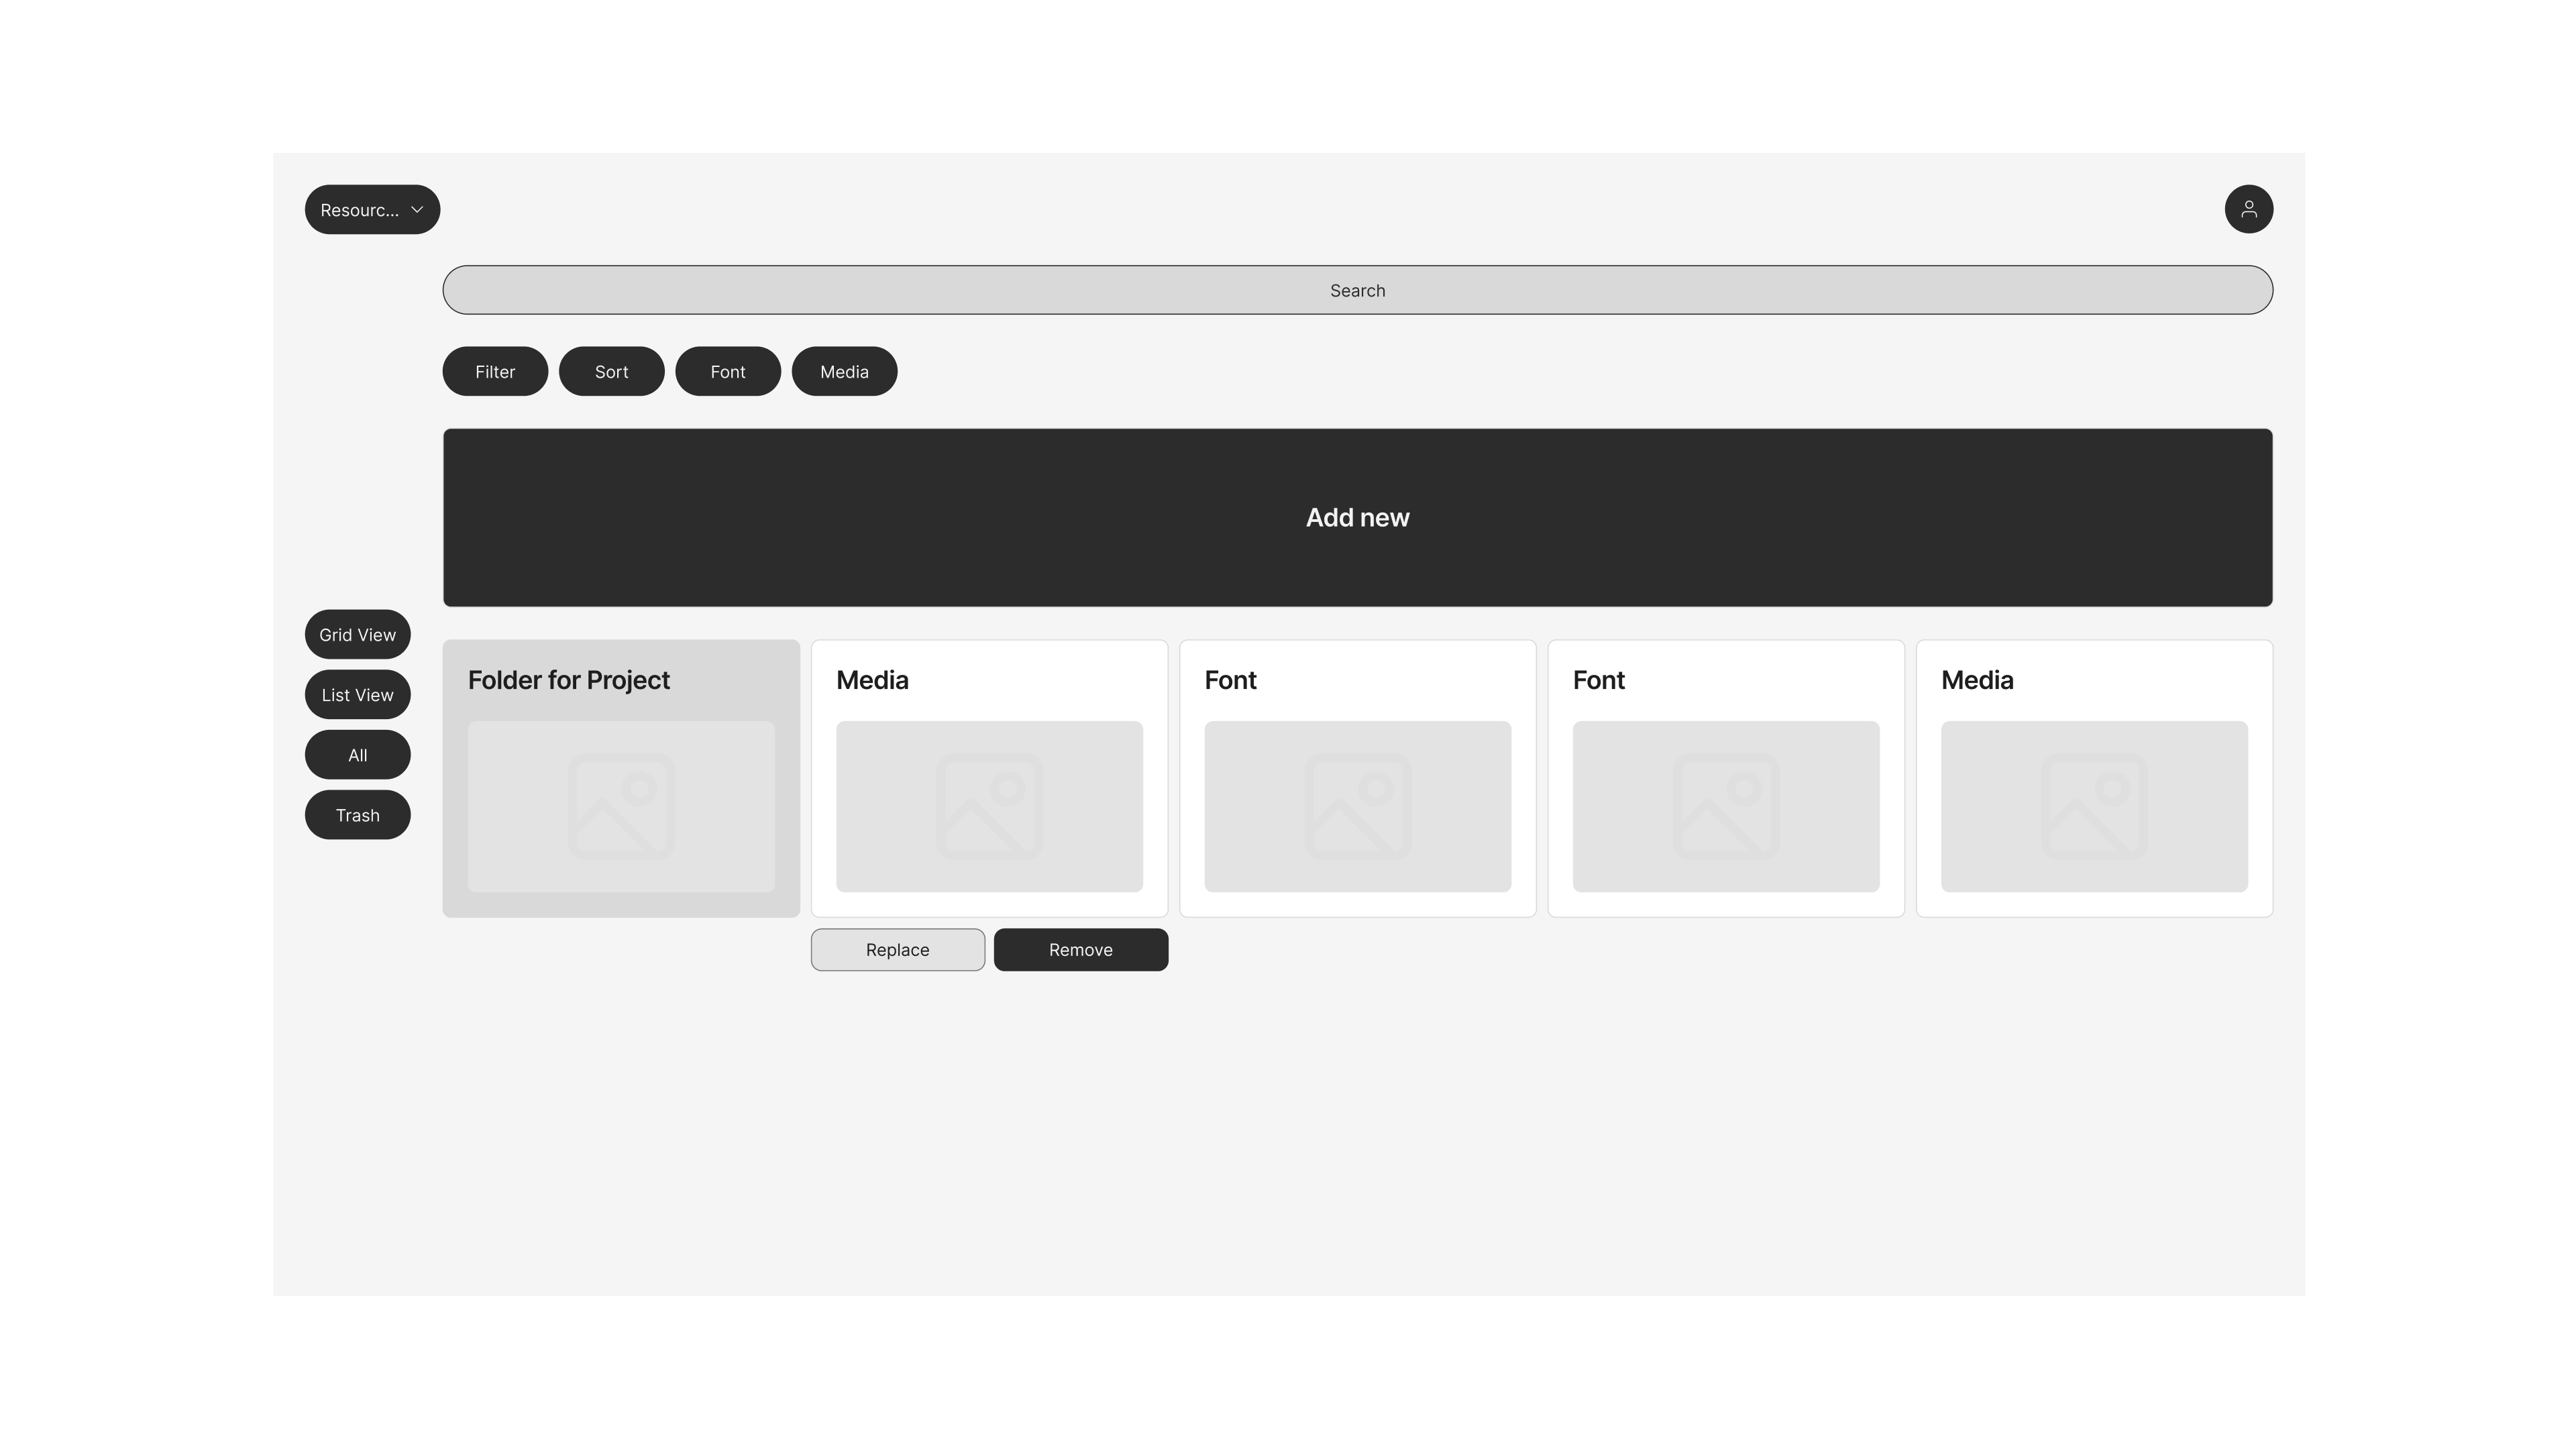 Resourc...
Search
Filter
Sort
Font
Media
Add new
Grid View
List View
All
Trash
Folder for Project
Media
Font
Font
Media
Replace
Remove